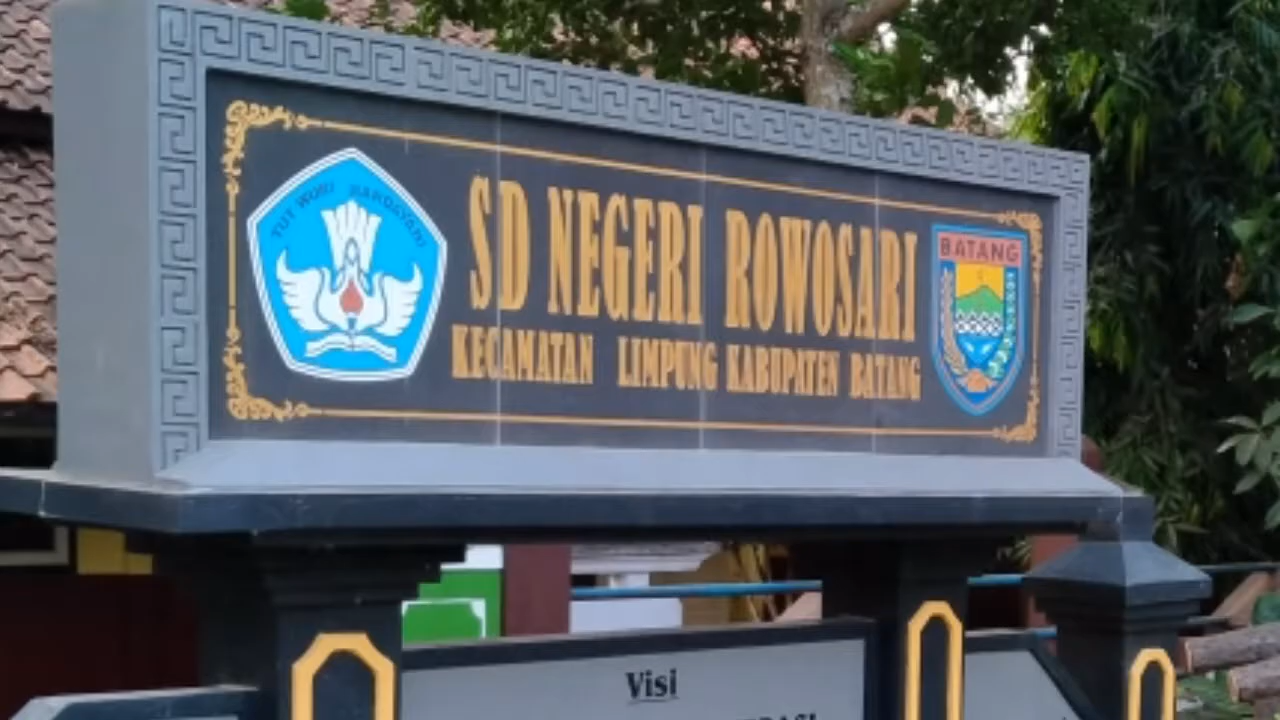 TUT WURI HANDAYANI
SD NEGERI ROWOSARI
KECAMATAN LIMPUNG KABUPATEN BATANG
BATANG
Visi